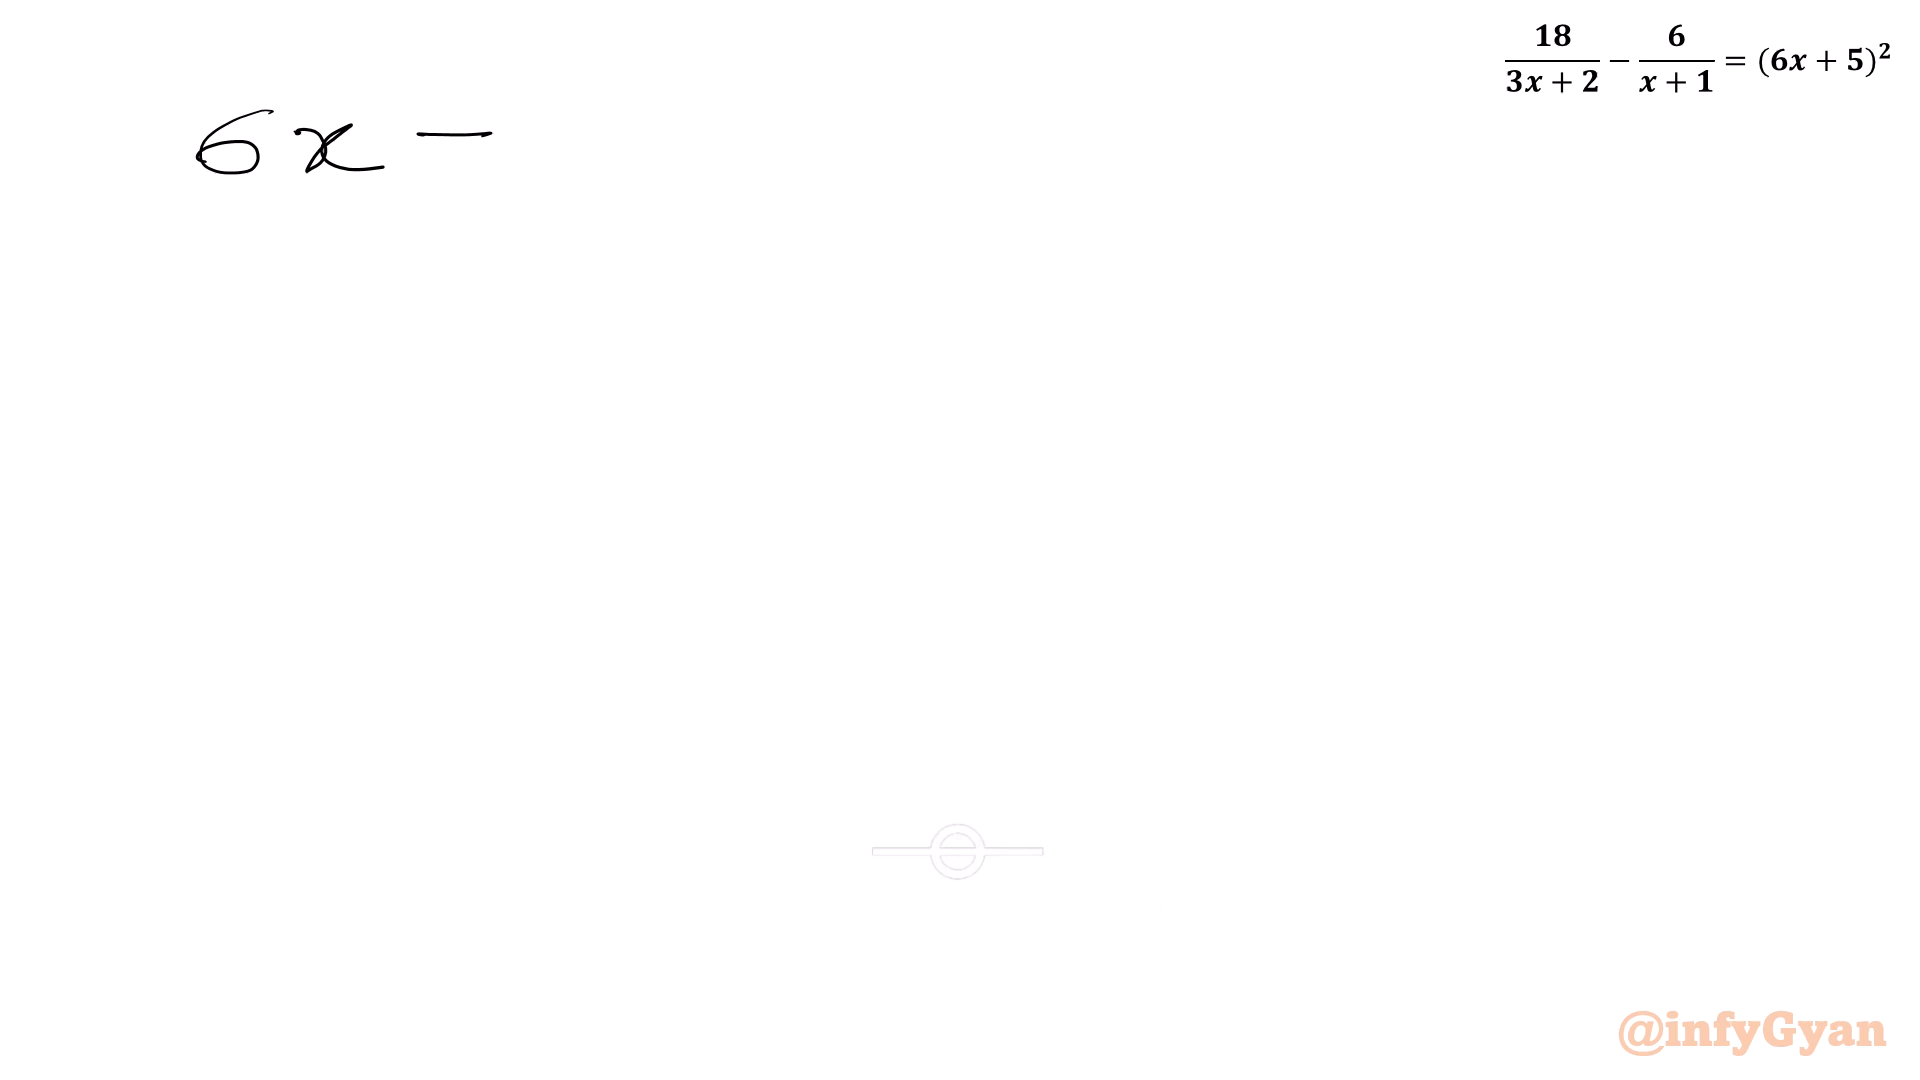 18/(3x + 2) − 6/(x + 1) = (6x + 5)²
6x −
@infyGyan